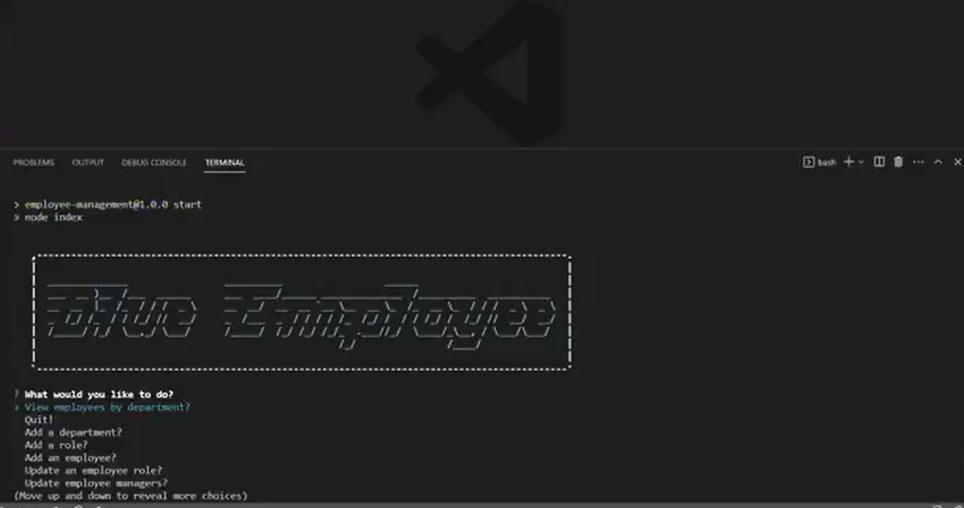 PROBLEMS OUTPUT DEBUG CONSOLE TERMINAL bash
> employee-management@1.0.0 start
> node index
Blue Employee
? What would you like to do?
> View employees by department?
Quit!
Add a department?
Add a role?
Add an employee?
Update an employee role?
Update employee managers?
(Move up and down to reveal more choices)